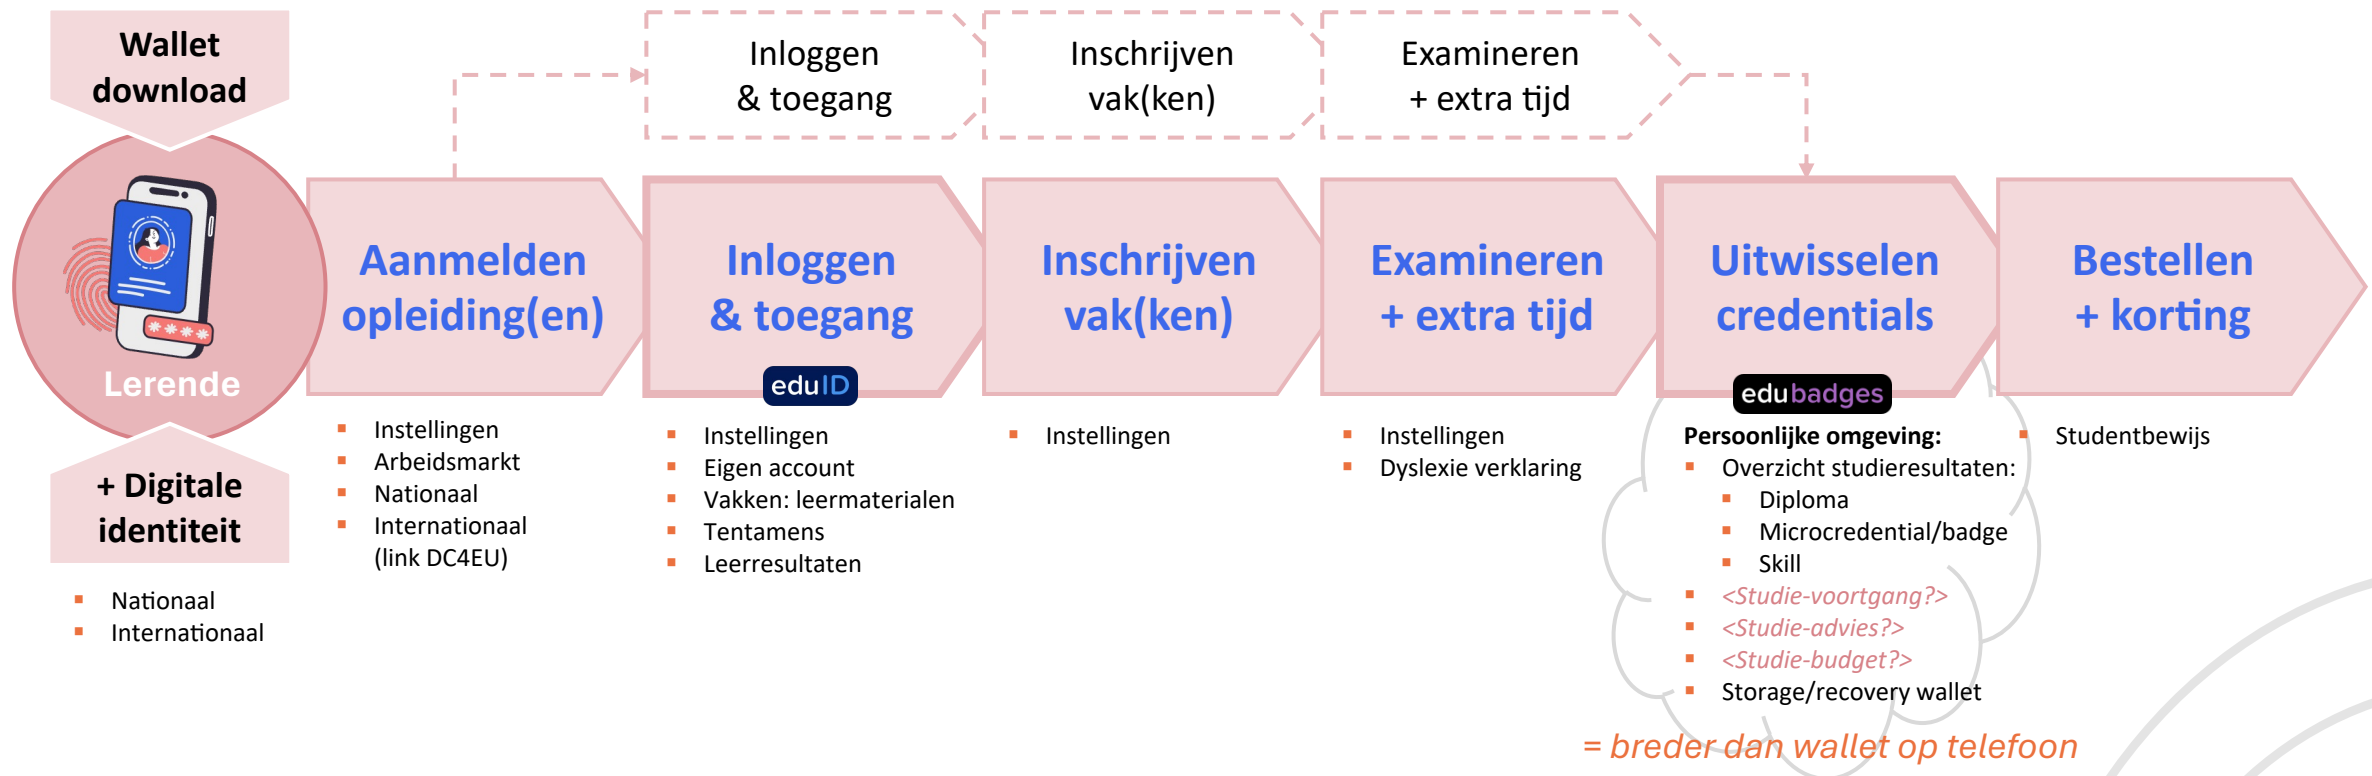 Wallet
download
Lerende
+ Digitale
identiteit
Nationaal
Internationaal
Inloggen
& toegang
Inschrijven
vak(ken)
Examineren
+ extra tijd
Aanmelden
opleiding(en)
Instellingen
Arbeidsmarkt
Nationaal
Internationaal
(link DC4EU)
Inloggen
& toegang
eduID
Instellingen
Eigen account
Vakken: leermaterialen
Tentamens
Leerresultaten
Inschrijven
vak(ken)
Instellingen
Examineren
+ extra tijd
Instellingen
Dyslexie verklaring
Uitwisselen
credentials
edubadges
Persoonlijke omgeving:
Overzicht studieresultaten:
Diploma
Microcredential/badge
Skill
<Studie-voortgang?>
<Studie-advies?>
<Studie-budget?>
Storage/recovery wallet
= breder dan wallet op telefoon
Bestellen
+ korting
Studentbewijs